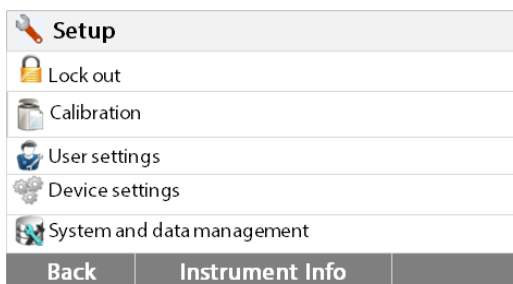 Setup
Lock out
Calibration
User settings
Device settings
System and data management
Back Instrument Info